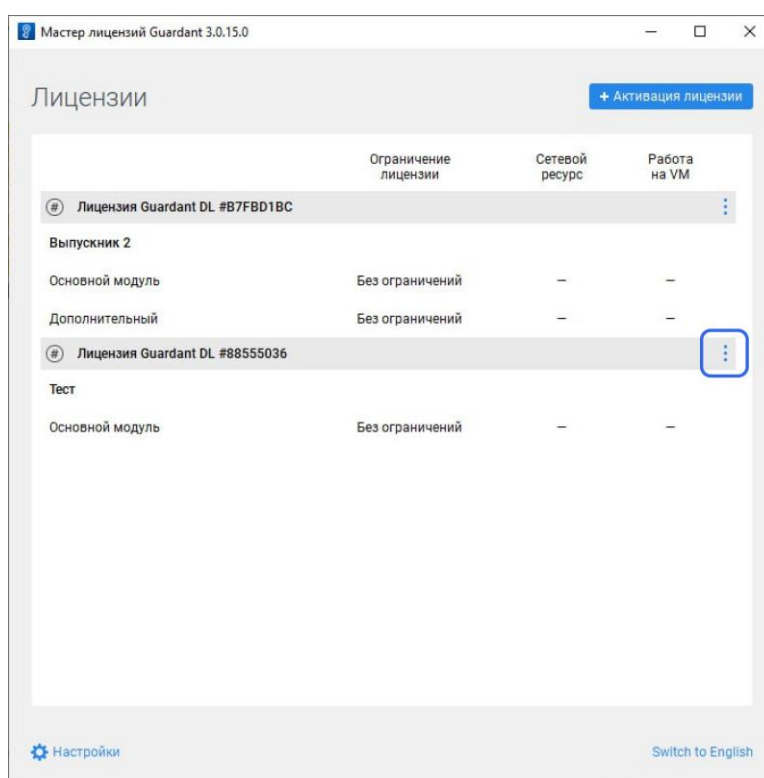 Мастер лицензий Guardant 3.0.15.0
Лицензии
+ Активация лицензии
Ограничение лицензии
Сетевой ресурс
Работа на VM
# Лицензия Guardant DL #B7FBD1BC
Выпускник 2
Основной модуль Без ограничений — —
Дополнительный Без ограничений — —
# Лицензия Guardant DL #88555036
Тест
Основной модуль Без ограничений — —
Настройки
Switch to English